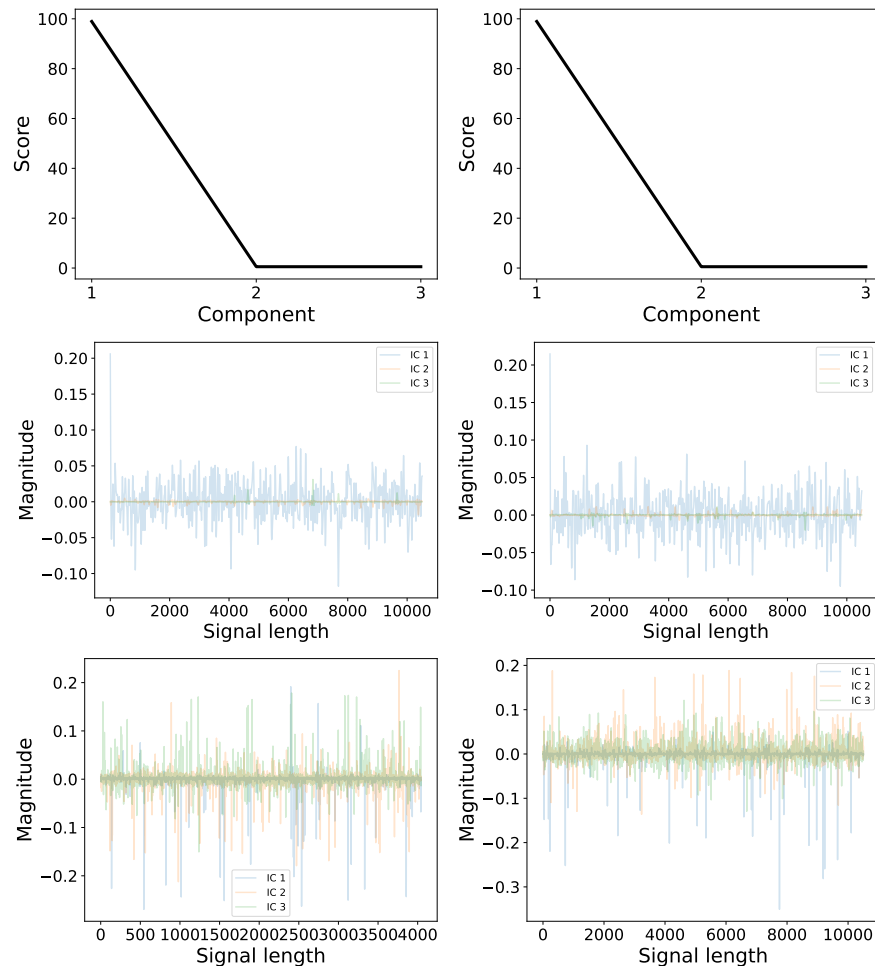 100
80
60
40
20
0
Score
1 2 3
Component
100
80
60
40
20
0
Score
1 2 3
Component
0.20
0.15
0.10
0.05
0.00
−0.05
−0.10
Magnitude
IC 1
IC 2
IC 3
0 2000 4000 6000 8000 10000
Signal length
0.20
0.15
0.10
0.05
0.00
−0.05
−0.10
Magnitude
IC 1
IC 2
IC 3
0 2000 4000 6000 8000 10000
Signal length
0.2
0.1
0.0
−0.1
−0.2
Magnitude
IC 1
IC 2
IC 3
0 500 1000 1500 2000 2500 3000 3500 4000
Signal length
0.2
0.1
0.0
−0.1
−0.2
−0.3
Magnitude
IC 1
IC 2
IC 3
0 2000 4000 6000 8000 10000
Signal length